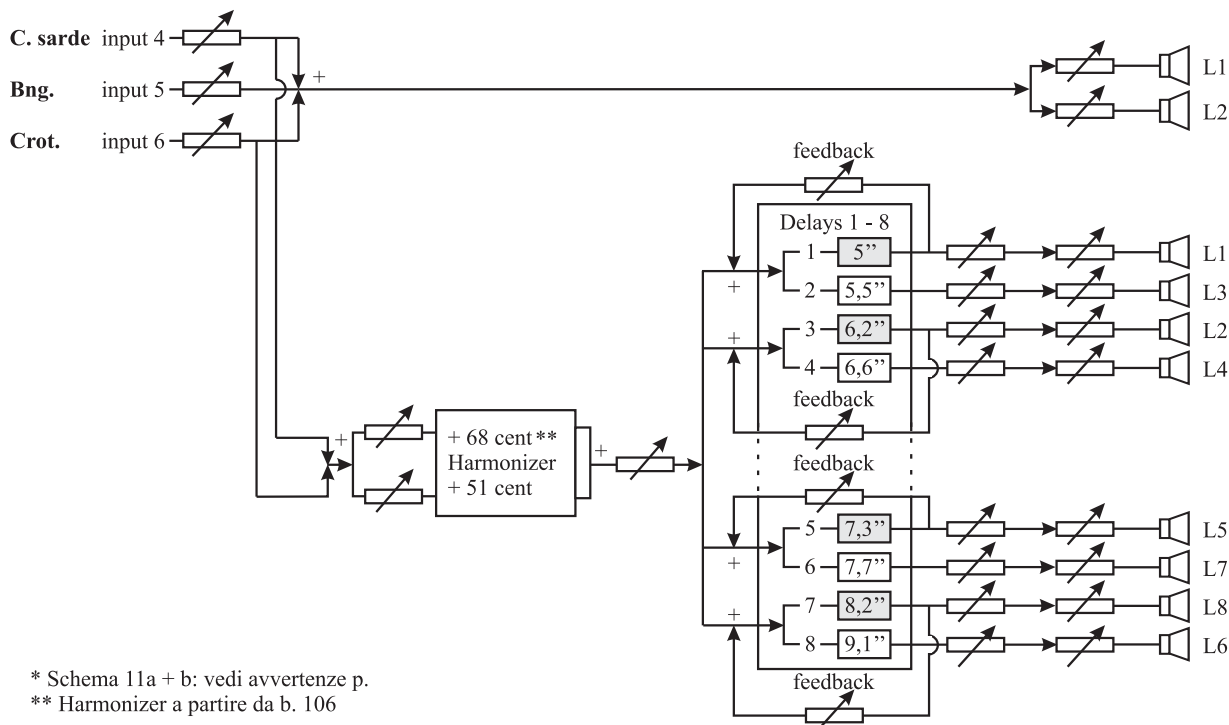 C. sarde input 4
Bng. input 5
Crot. input 6
+
L1
L2
feedback
Delays 1 - 8
1 5’’ L1
+
2 5,5’’ L3
+
3 6,2’’ L2
4 6,6’’ L4
feedback
+
+ 68 cent **
Harmonizer
+ 51 cent
+
feedback
5 7,3’’ L5
+
6 7,7’’ L7
+
7 8,2’’ L8
8 9,1’’ L6
feedback
* Schema 11a + b: vedi avvertenze p.
** Harmonizer a partire da b. 106